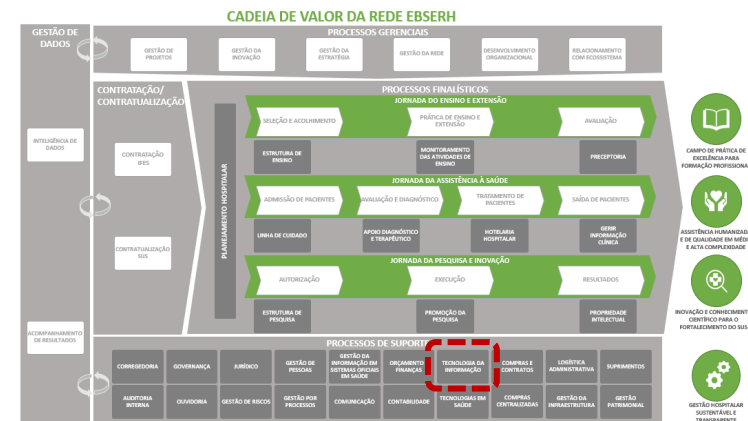 CADEIA DE VALOR DA REDE EBSERH
GESTÃO DE
DADOS
INTELIGÊNCIA DE
DADOS
ACOMPANHAMENTO
DE RESULTADOS
PROCESSOS GERENCIAIS
GESTÃO DE
PROJETOS
GESTÃO DA
INOVAÇÃO
GESTÃO DA
ESTRATÉGIA
GESTÃO DA REDE
DESENVOLVIMENTO
ORGANIZACIONAL
RELACIONAMENTO
COM ECOSSISTEMA
CONTRATAÇÃO/
CONTRATUALIZAÇÃO
CONTRATAÇÃO
IFES
CONTRATUALIZAÇÃO
SUS
PROCESSOS FINALÍSTICOS
PLANEJAMENTO HOSPITALAR
JORNADA DO ENSINO E EXTENSÃO
SELEÇÃO E ACOLHIMENTO
PRÁTICA DE ENSINO E
EXTENSÃO
AVALIAÇÃO
ESTRUTURA DE
ENSINO
MONITORAMENTO
DAS ATIVIDADES DE
ENSINO
PRECEPTORIA
JORNADA DA ASSISTÊNCIA À SAÚDE
ADMISSÃO DE PACIENTES
AVALIAÇÃO E DIAGNÓSTICO
TRATAMENTO DE
PACIENTES
SAÍDA DE PACIENTES
LINHA DE CUIDADO
APOIO DIAGNÓSTICO
E TERAPÊUTICO
HOTELARIA
HOSPITALAR
GERIR
INFORMAÇÃO
CLÍNICA
JORNADA DA PESQUISA E INOVAÇÃO
AUTORIZAÇÃO
EXECUÇÃO
RESULTADOS
ESTRUTURA DE
PESQUISA
PROMOÇÃO DA
PESQUISA
PROPRIEDADE
INTELECTUAL
PROCESSOS DE SUPORTE
CORREGEDORIA
GOVERNANÇA
JURÍDICO
GESTÃO DE
PESSOAS
GESTÃO DA
INFORMAÇÃO EM
SISTEMAS OFICIAIS
EM SAÚDE
ORÇAMENTO
FINANÇAS
TECNOLOGIA DA
INFORMAÇÃO
COMPRAS E
CONTRATOS
LOGÍSTICA
ADMINISTRATIVA
SUPRIMENTOS
AUDITORIA
INTERNA
OUVIDORIA
GESTÃO DE RISCOS
GESTÃO POR
PROCESSOS
COMUNICAÇÃO
CONTABILIDADE
TECNOLOGIAS EM
SAÚDE
COMPRAS
CENTRALIZADAS
GESTÃO DA
INFRAESTRUTURA
GESTÃO
PATRIMONIAL
CAMPO DE PRÁTICA DE
EXCELÊNCIA PARA
FORMAÇÃO PROFISSIONA
ASSISTÊNCIA HUMANIZADA
E DE QUALIDADE EM MÉDI
E ALTA COMPLEXIDADE
INOVAÇÃO E CONHECIMENT
CIENTÍFICO PARA O
FORTALECIMENTO DO SUS
GESTÃO HOSPITALAR
SUSTENTÁVEL E
TRANSPARENTE